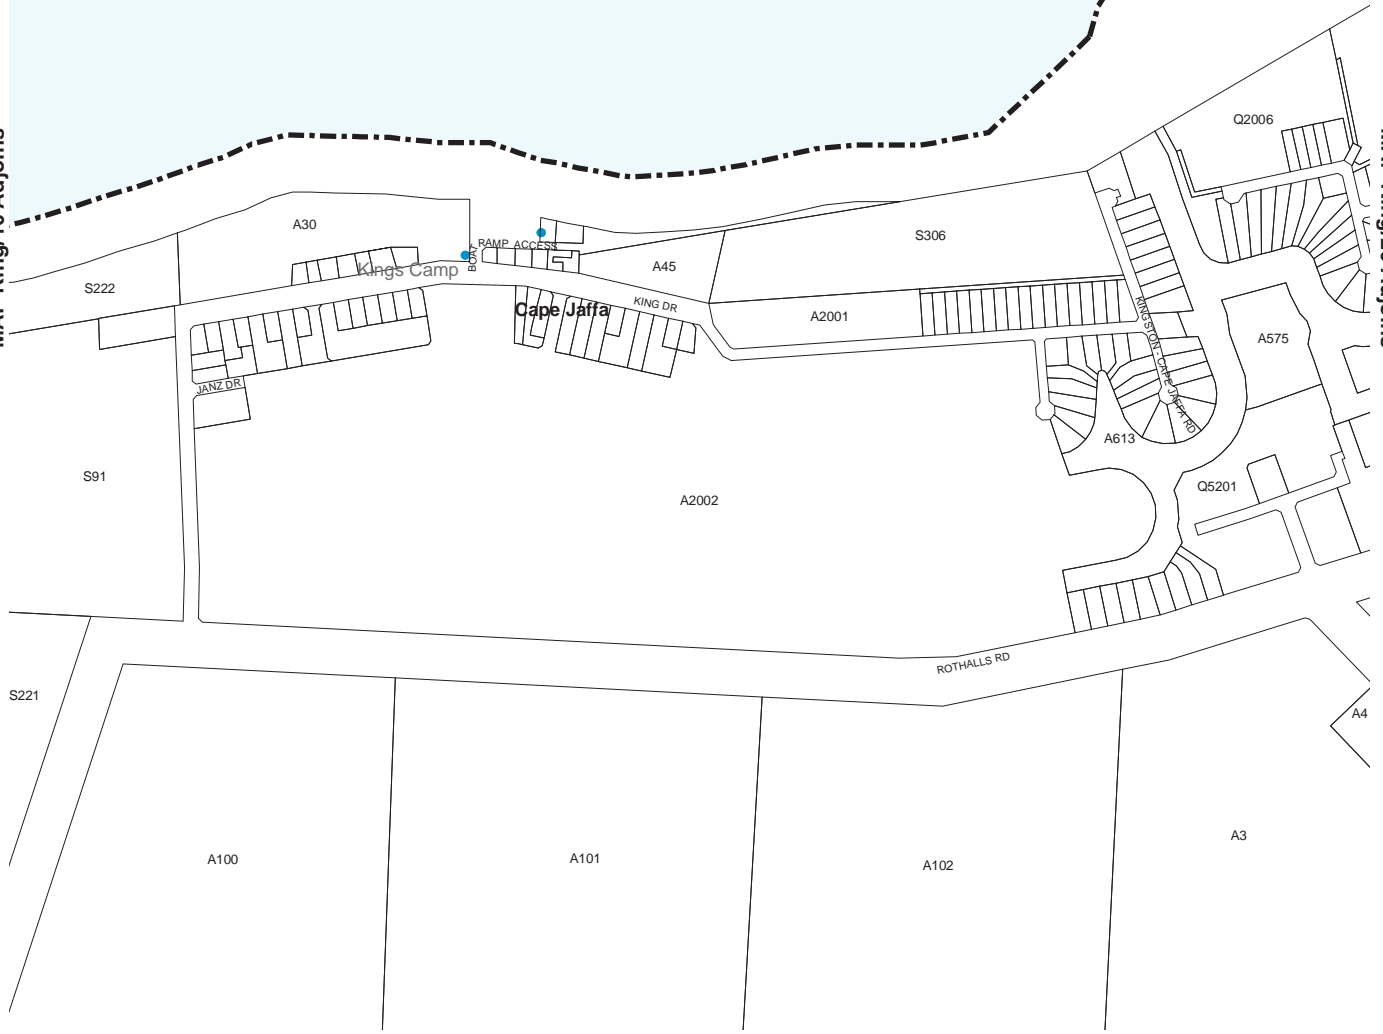 Q2006
A30
S306
RAMP ACCESS
BOAT
A45
Kings Camp
S222
Cape Jaffa
KING DR
A2001
KINGSTON - CAPE JAFFA RD
A575
JANZ DR
A613
S91
Q5201
A2002
ROTHALLS RD
S221
A4
A3
A100
A101
A102